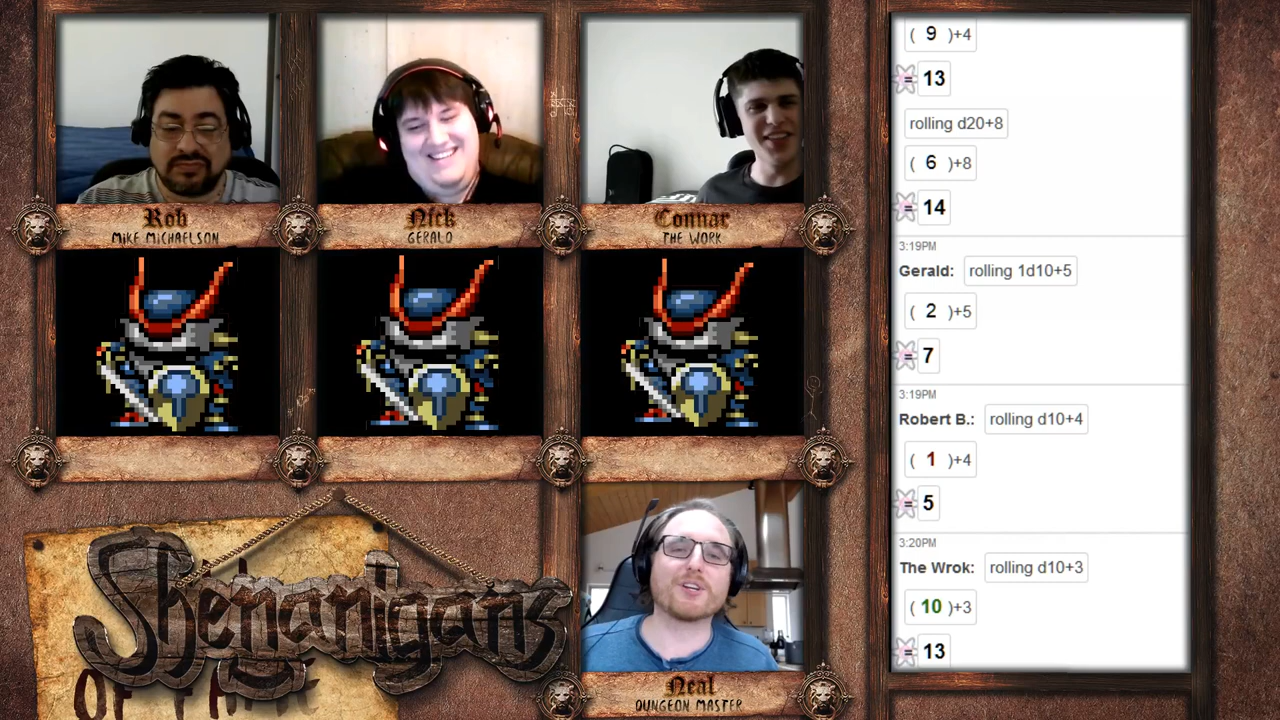 Rob
MIKE MICHAELSON
Nick
GERALD
Connar
THE WORK
Shenanigans
OF
Neal
DUNGEON MASTER
( 9 )+4
= 13
rolling d20+8
( 6 )+8
= 14
3:19PM
Gerald: rolling 1d10+5
( 2 )+5
= 7
3:19PM
Robert B.: rolling d10+4
( 1 )+4
= 5
3:20PM
The Wrok: rolling d10+3
( 10 )+3
= 13